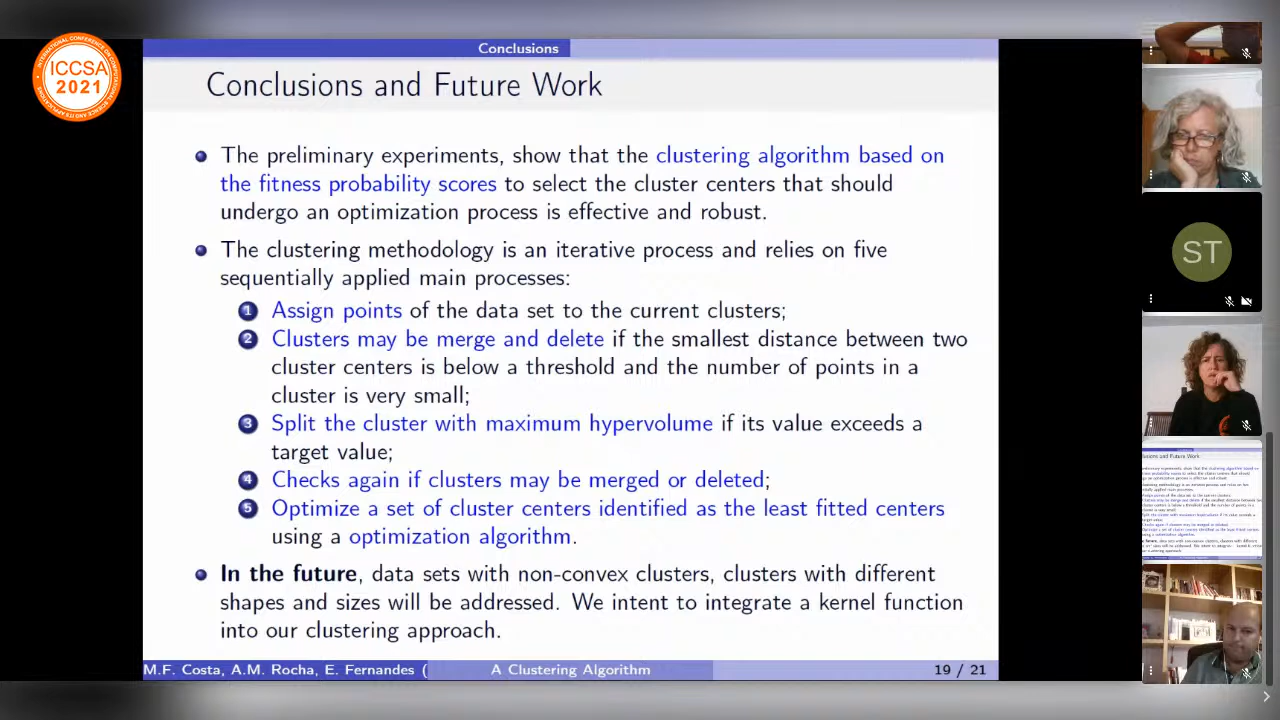 INTERNATIONAL CONFERENCE ON COMPUTATIONAL SCIENCE AND ITS APPLICATIONS
ICCSA
2021
Conclusions
Conclusions and Future Work
The preliminary experiments, show that the clustering algorithm based on
the fitness probability scores to select the cluster centers that should
undergo an optimization process is effective and robust.
The clustering methodology is an iterative process and relies on five
sequentially applied main processes:
1 Assign points of the data set to the current clusters;
2 Clusters may be merge and delete if the smallest distance between two
cluster centers is below a threshold and the number of points in a
cluster is very small;
3 Split the cluster with maximum hypervolume if its value exceeds a
target value;
4 Checks again if clusters may be merged or deleted;
5 Optimize a set of cluster centers identified as the least fitted centers
using a optimization algorithm.
In the future, data sets with non-convex clusters, clusters with different
shapes and sizes will be addressed. We intent to integrate a kernel function
into our clustering approach.
M.F. Costa, A.M. Rocha, E. Fernandes (
A Clustering Algorithm
19 / 21
ST